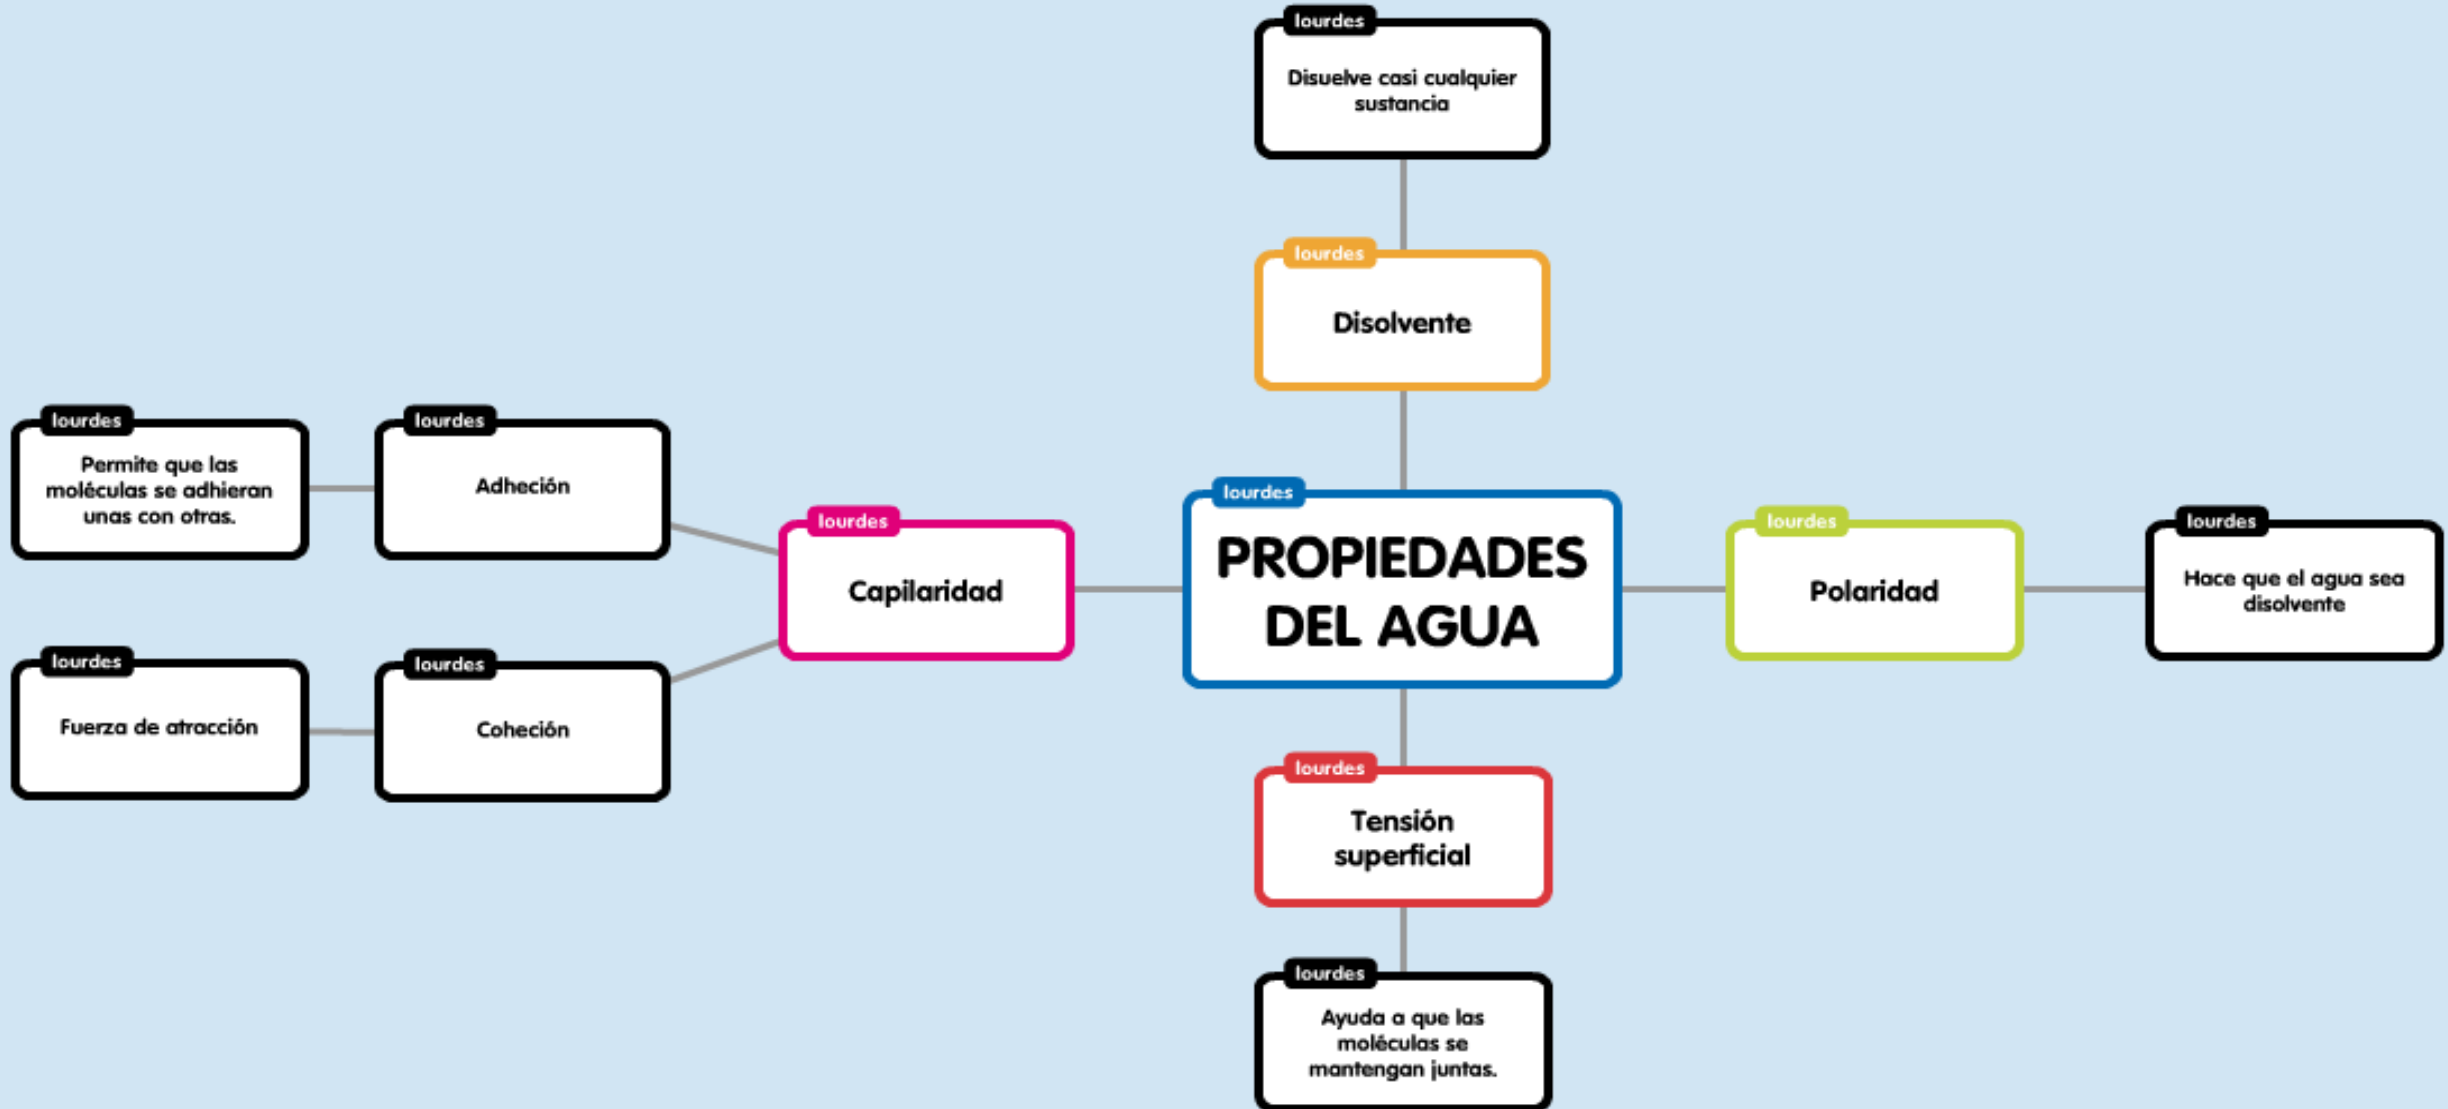 lourdes
Disuelve casi cualquier
sustancia
lourdes
Disolvente
lourdes
Permite que las
moléculas se adhieran
unas con otras.
lourdes
Adheción
lourdes
Fuerza de atracción
lourdes
Coheción
lourdes
Capilaridad
lourdes
PROPIEDADES
DEL AGUA
lourdes
Polaridad
lourdes
Hace que el agua sea
disolvente
lourdes
Tensión
superficial
lourdes
Ayuda a que las
moléculas se
mantengan juntas.